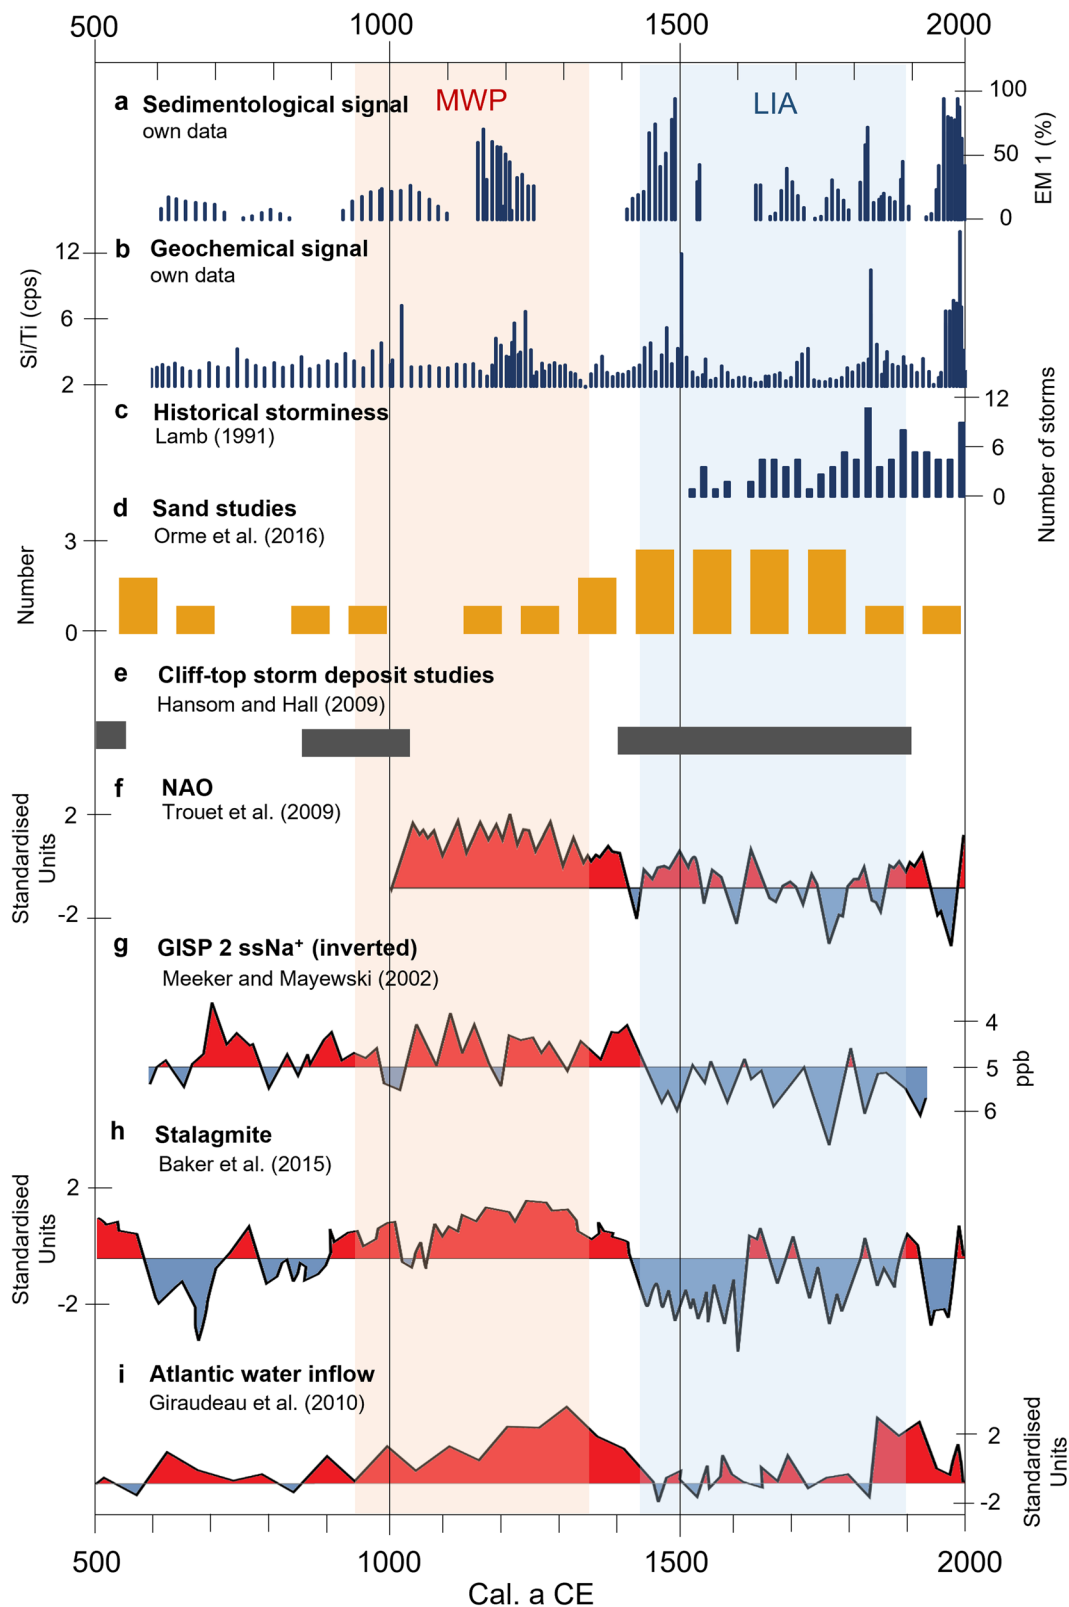 500 1000 1500 2000
a Sedimentological signal
own data
MWP
LIA
100
50
0
EM 1 (%)
b Geochemical signal
own data
12
6
2
Si/Ti (cps)
c Historical storminess
Lamb (1991)
12
6
0
Number of storms
d Sand studies
Orme et al. (2016)
3
0
Number
e Cliff-top storm deposit studies
Hansom and Hall (2009)
f NAO
Trouet et al. (2009)
2
-2
Standardised
Units
g GISP 2 ssNa⁺ (inverted)
Meeker and Mayewski (2002)
4
5
6
ppb
h Stalagmite
Baker et al. (2015)
2
-2
Standardised
Units
i Atlantic water inflow
Giraudeau et al. (2010)
2
-2
Standardised
Units
500 1000 1500 2000
Cal. a CE